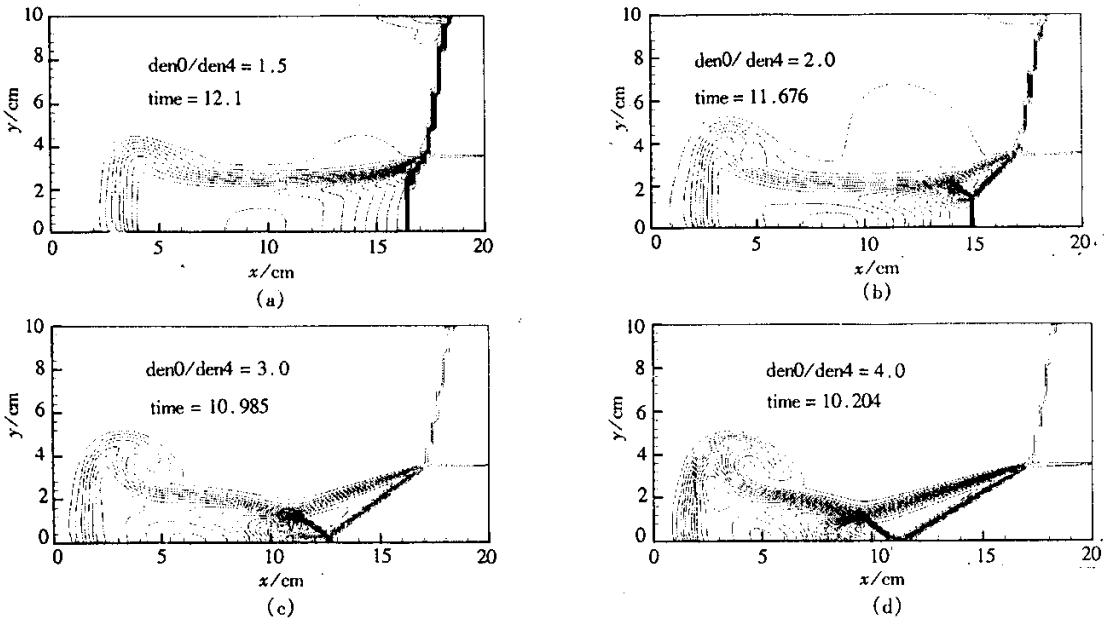 10
8
6
4
2
0
y/cm
den0/den4 = 1.5
time = 12.1
0 5 10 15 20
x/cm
(a)
10
8
6
4
2
0
y/cm
den0/den4 = 2.0
time = 11.676
0 5 10 15 20
x/cm
(b)
10
8
6
4
2
0
y/cm
den0/den4 = 3.0
time = 10.985
0 5 10 15 20
x/cm
(c)
10
8
6
4
2
0
y/cm
den0/den4 = 4.0
time = 10.204
0 5 10 15 20
x/cm
(d)